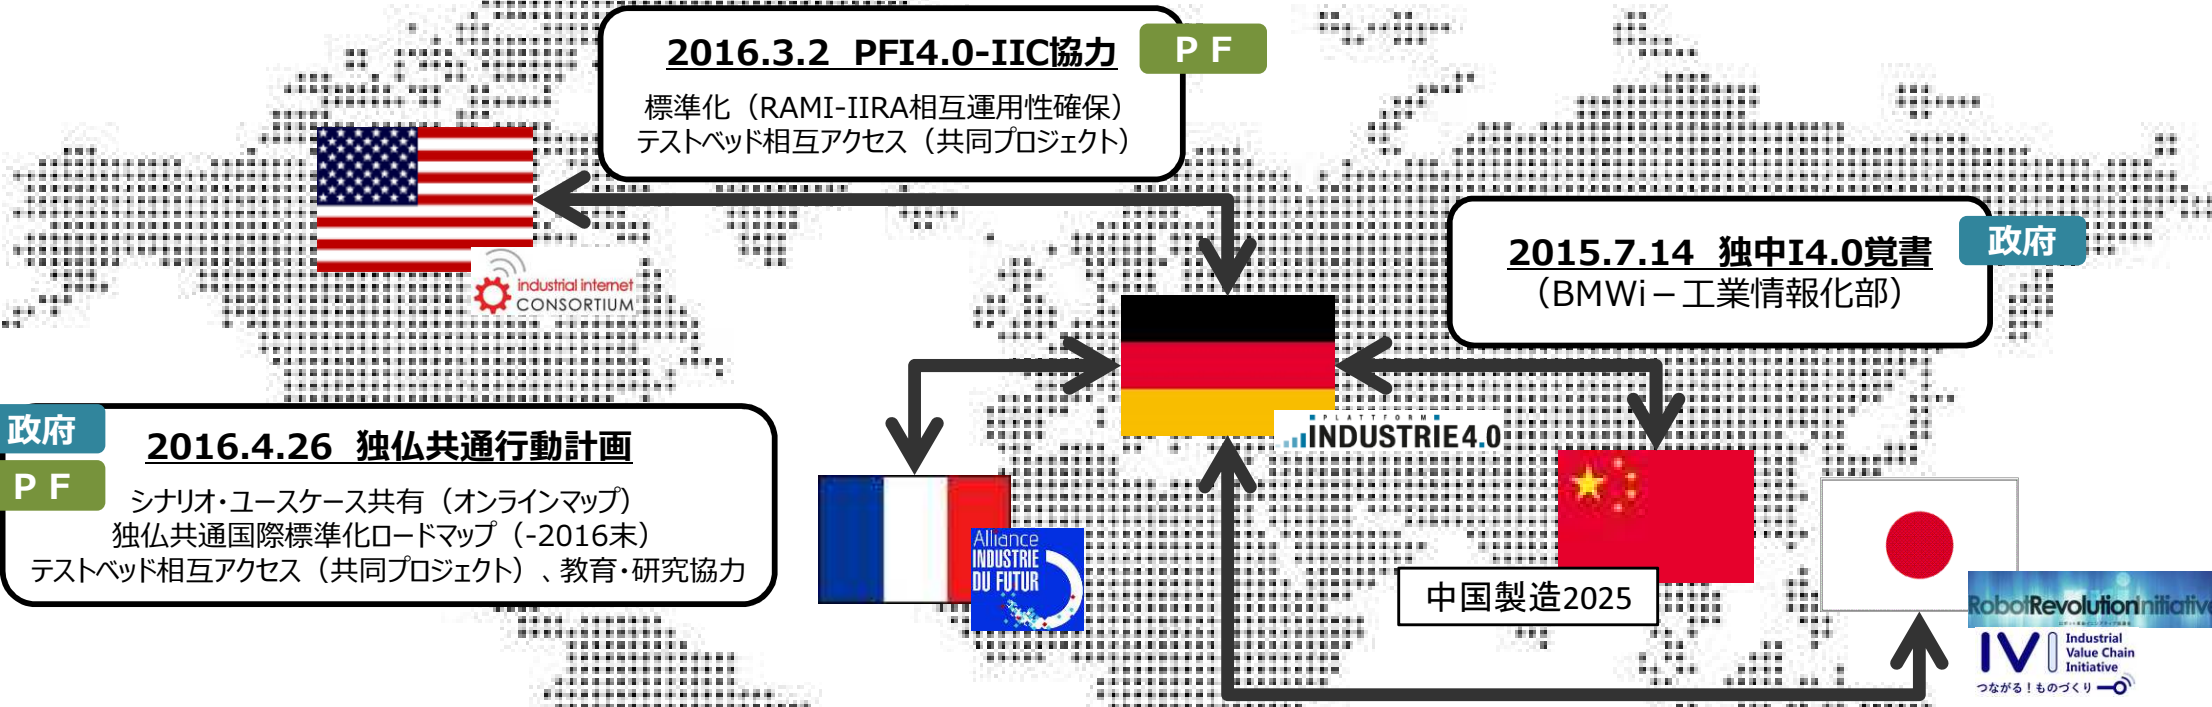 2016.3.2 PFI4.0-IIC協力
ＰＦ
標準化（RAMI-IIRA相互運用性確保）
テストベッド相互アクセス（共同プロジェクト）
industrial internet
CONSORTIUM
2015.7.14 独中I4.0覚書
政府
（BMWi－工業情報化部）
PLATTFORM
INDUSTRIE4.0
政府
ＰＦ
2016.4.26 独仏共通行動計画
シナリオ・ユースケース共有（オンラインマップ）
独仏共通国際標準化ロードマップ（-2016末）
テストベッド相互アクセス（共同プロジェクト）、教育・研究協力
Alliance
INDUSTRIE
DU FUTUR
中国製造2025
RobotRevolutionInitiative
IVI
Industrial
Value Chain
Initiative
つながる！ものづくり